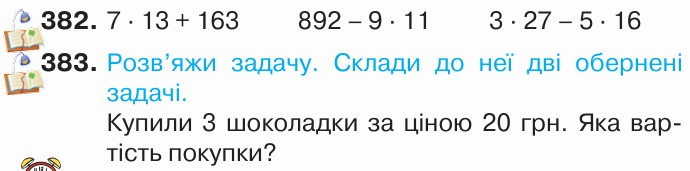 382. 7 · 13 + 163 892 – 9 · 11 3 · 27 – 5 · 16
383. Розв’яжи задачу. Склади до неї дві обернені
задачі.
Купили 3 шоколадки за ціною 20 грн. Яка вар-
тість покупки?